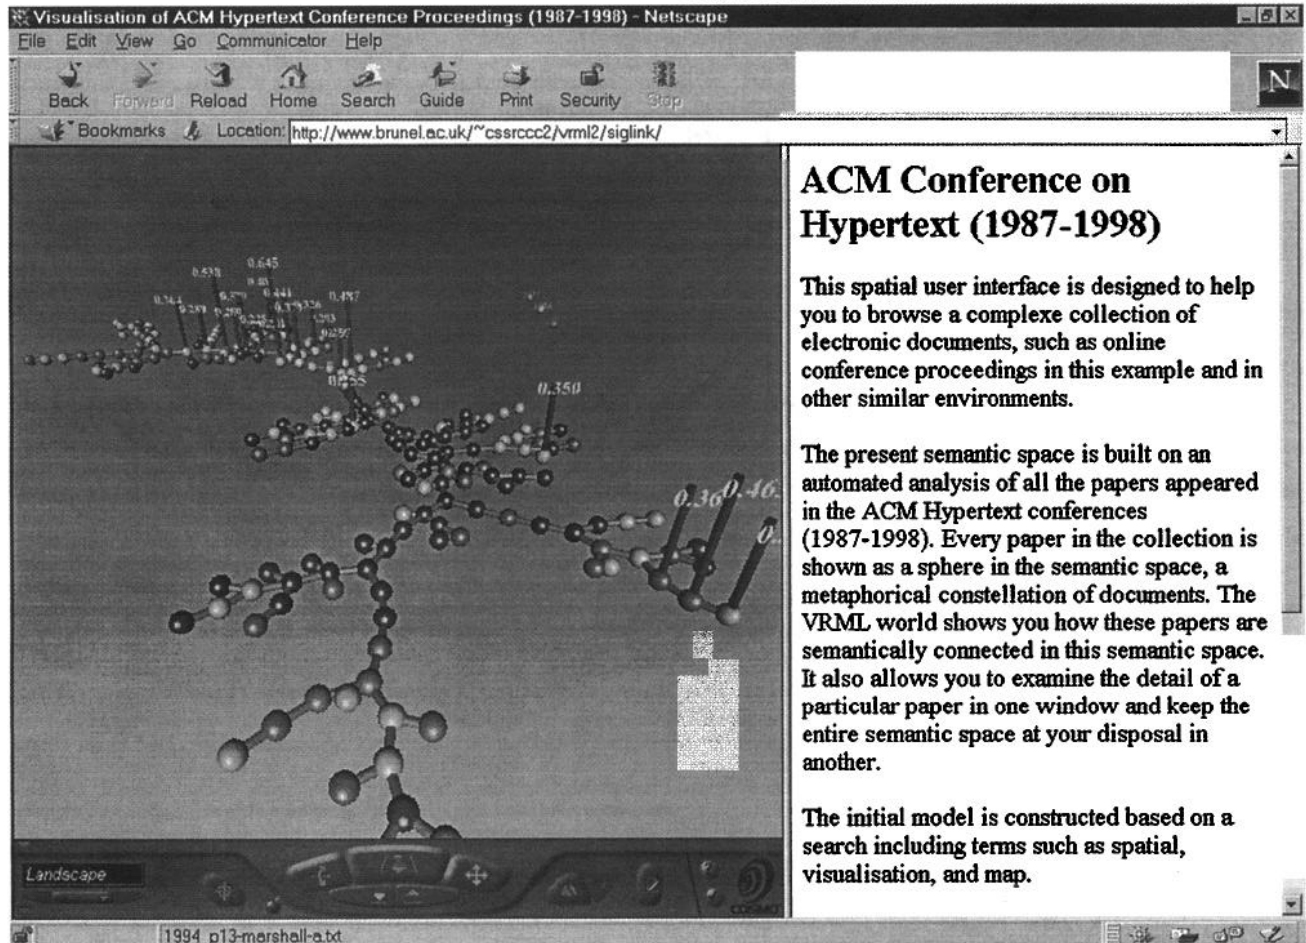 Visualisation of ACM Hypertext Conference Proceedings (1987-1998) - Netscape
File Edit View Go Communicator Help
Back Forward Reload Home Search Guide Print Security Stop
N
Bookmarks Location: http://www.brunel.ac.uk/~cssrccc2/vrml2/siglink/
ACM Conference on
Hypertext (1987-1998)
This spatial user interface is designed to help
you to browse a complexe collection of
electronic documents, such as online
conference proceedings in this example and in
other similar environments.
The present semantic space is built on an
automated analysis of all the papers appeared
in the ACM Hypertext conferences
(1987-1998). Every paper in the collection is
shown as a sphere in the semantic space, a
metaphorical constellation of documents. The
VRML world shows you how these papers are
semantically connected in this semantic space.
It also allows you to examine the detail of a
particular paper in one window and keep the
entire semantic space at your disposal in
another.
The initial model is constructed based on a
search including terms such as spatial,
visualisation, and map.
0.645
0.538
0.441
0.487
0.350
0.36
0.46
Landscape
COSMO
1994_p13-marshall-a.txt